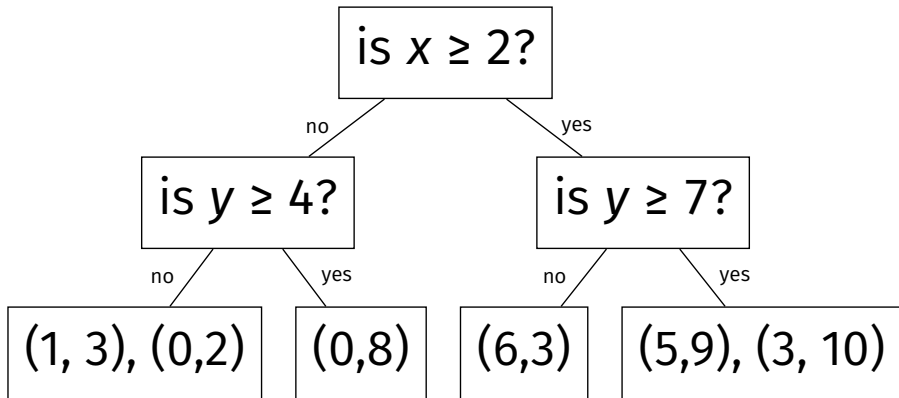 is x ≥ 2?
no
yes
is y ≥ 4?
is y ≥ 7?
no
yes
no
yes
(1, 3), (0,2)
(0,8)
(6,3)
(5,9), (3, 10)